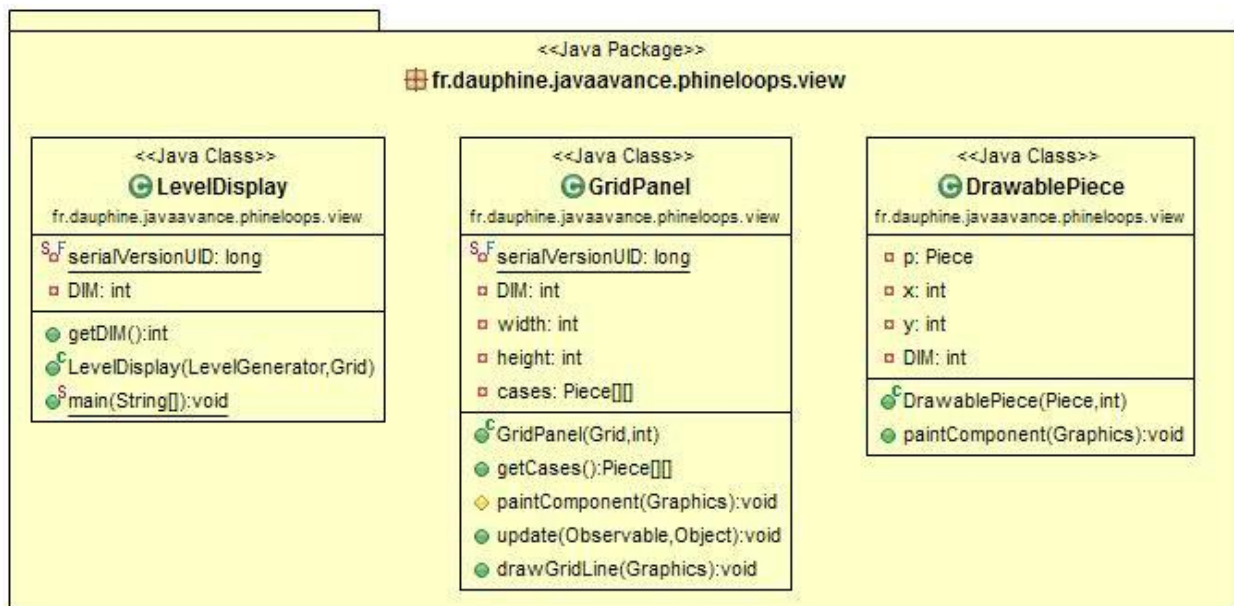 <<Java Package>>
fr.dauphine.javaavance.phineloops.view
<<Java Class>>
LevelDisplay
fr.dauphine.javaavance.phineloops.view
serialVersionUID: long
DIM: int
getDIM():int
LevelDisplay(LevelGenerator,Grid)
main(String[]):void
<<Java Class>>
GridPanel
fr.dauphine.javaavance.phineloops.view
serialVersionUID: long
DIM: int
width: int
height: int
cases: Piece[][]
GridPanel(Grid,int)
getCases():Piece[][]
paintComponent(Graphics):void
update(Observable,Object):void
drawGridLine(Graphics):void
<<Java Class>>
DrawablePiece
fr.dauphine.javaavance.phineloops.view
p: Piece
x: int
y: int
DIM: int
DrawablePiece(Piece,int)
paintComponent(Graphics):void